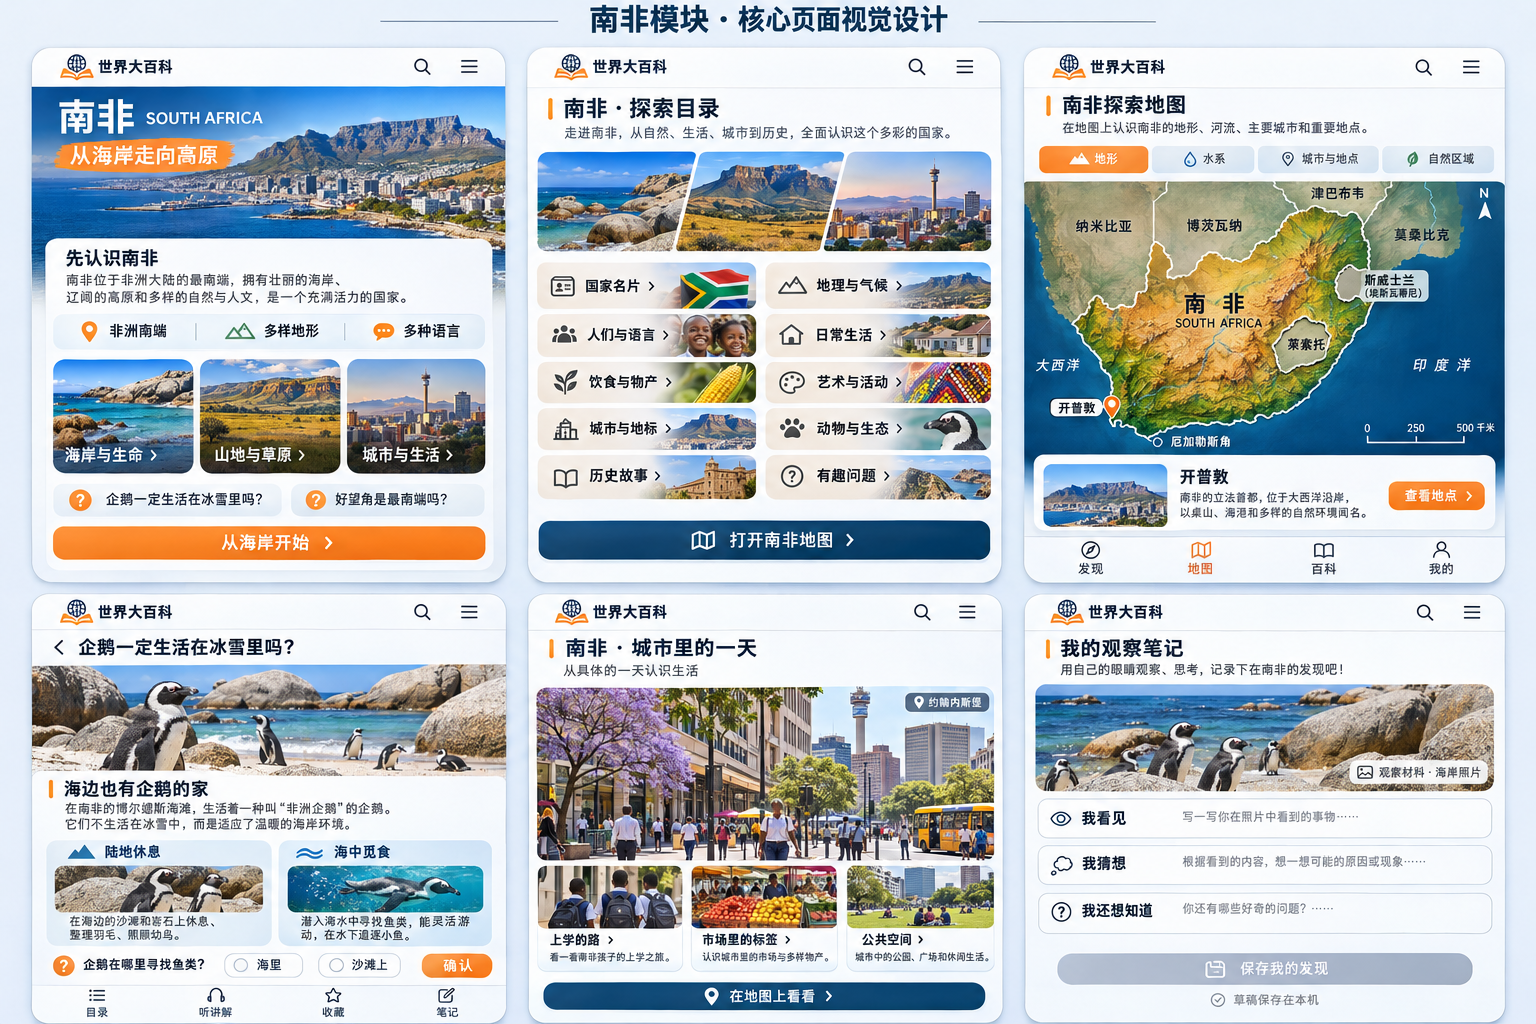 南非模块 · 核心页面视觉设计
世界大百科
南非 SOUTH AFRICA
从海岸走向高原
先认识南非
南非位于非洲大陆的最南端，拥有壮丽的海岸、
辽阔的高原和多样的自然与人文，是一个充满活力的国家。
非洲南端
多样地形
多种语言
海岸与生命
山地与草原
城市与生活
企鹅一定生活在冰雪里吗？
好望角是最南端吗？
从海岸开始
世界大百科
南非 · 探索目录
走进南非，从自然、生活、城市到历史，全面认识这个多彩的国家。
国家名片
地理与气候
人们与语言
日常生活
饮食与物产
艺术与活动
城市与地标
动物与生态
历史故事
有趣问题
打开南非地图
世界大百科
南非探索地图
在地图上认识南非的地形、河流、主要城市和重要地点。
地形
水系
城市与地点
自然区域
津巴布韦
N
纳米比亚
博茨瓦纳
莫桑比克
斯威士兰
南 非
SOUTH AFRICA
莱索托
大西洋
印度洋
开普敦
厄加勒斯角
0 250 500 千米
开普敦
南非的立法首都，位于大西洋沿岸，
以桌山、海港和多样的自然环境闻名。
查看地点
发现
地图
百科
我的
世界大百科
企鹅一定生活在冰雪里吗？
海边也有企鹅的家
在南非的博尔德斯海滩，生活着一种叫“非洲企鹅”的企鹅。
它们不生活在冰雪中，而是适应了温暖的海岸环境。
陆地休息
在海边的沙滩和岩石上休息、
整理羽毛、照顾幼鸟。
海中觅食
潜入海水中寻找鱼类，能灵活游
动，在水下追逐小鱼。
企鹅在哪里寻找鱼类？
海里
沙滩上
确认
目录
听讲解
收藏
笔记
世界大百科
南非 · 城市里的一天
从具体的一天认识生活
约翰内斯堡
上学的路
看一看南非孩子的上学之旅。
市场里的标签
认识城市里的市场与多样物产。
公共空间
城市中的公园、广场和休闲生活。
在地图上看看
世界大百科
我的观察笔记
用自己的眼睛观察、思考，记录下在南非的发现吧！
观察材料 · 海岸照片
我看见
写一写你在照片中看到的事物······
我猜想
根据看到的内容，想一想可能的原因或现象······
我还想知道
你还有哪些好奇的问题？······
保存我的发现
草稿保存在本机